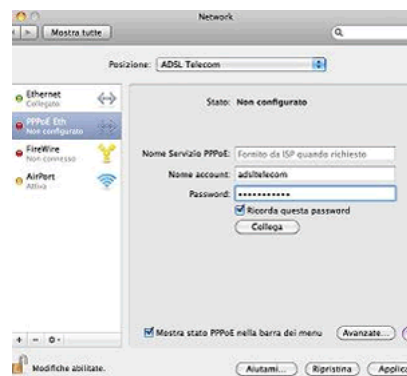 Network
Mostra tutte
Posizione: ADSL Telecom
Ethernet
Collegato
PPPoE Eth
Non configurato
FireWire
Non connesso
AirPort
Attiva
Stato: Non configurato
Nome Servizio PPPoE: Fornito da ISP quando richiesto
Nome account: adsltelecom
Password: •••••••••••
Ricorda questa password
Collega
Mostra stato PPPoE nella barra dei menu
Avanzate...
Modifiche abilitate.
Aiutami...
Ripristina
Applica